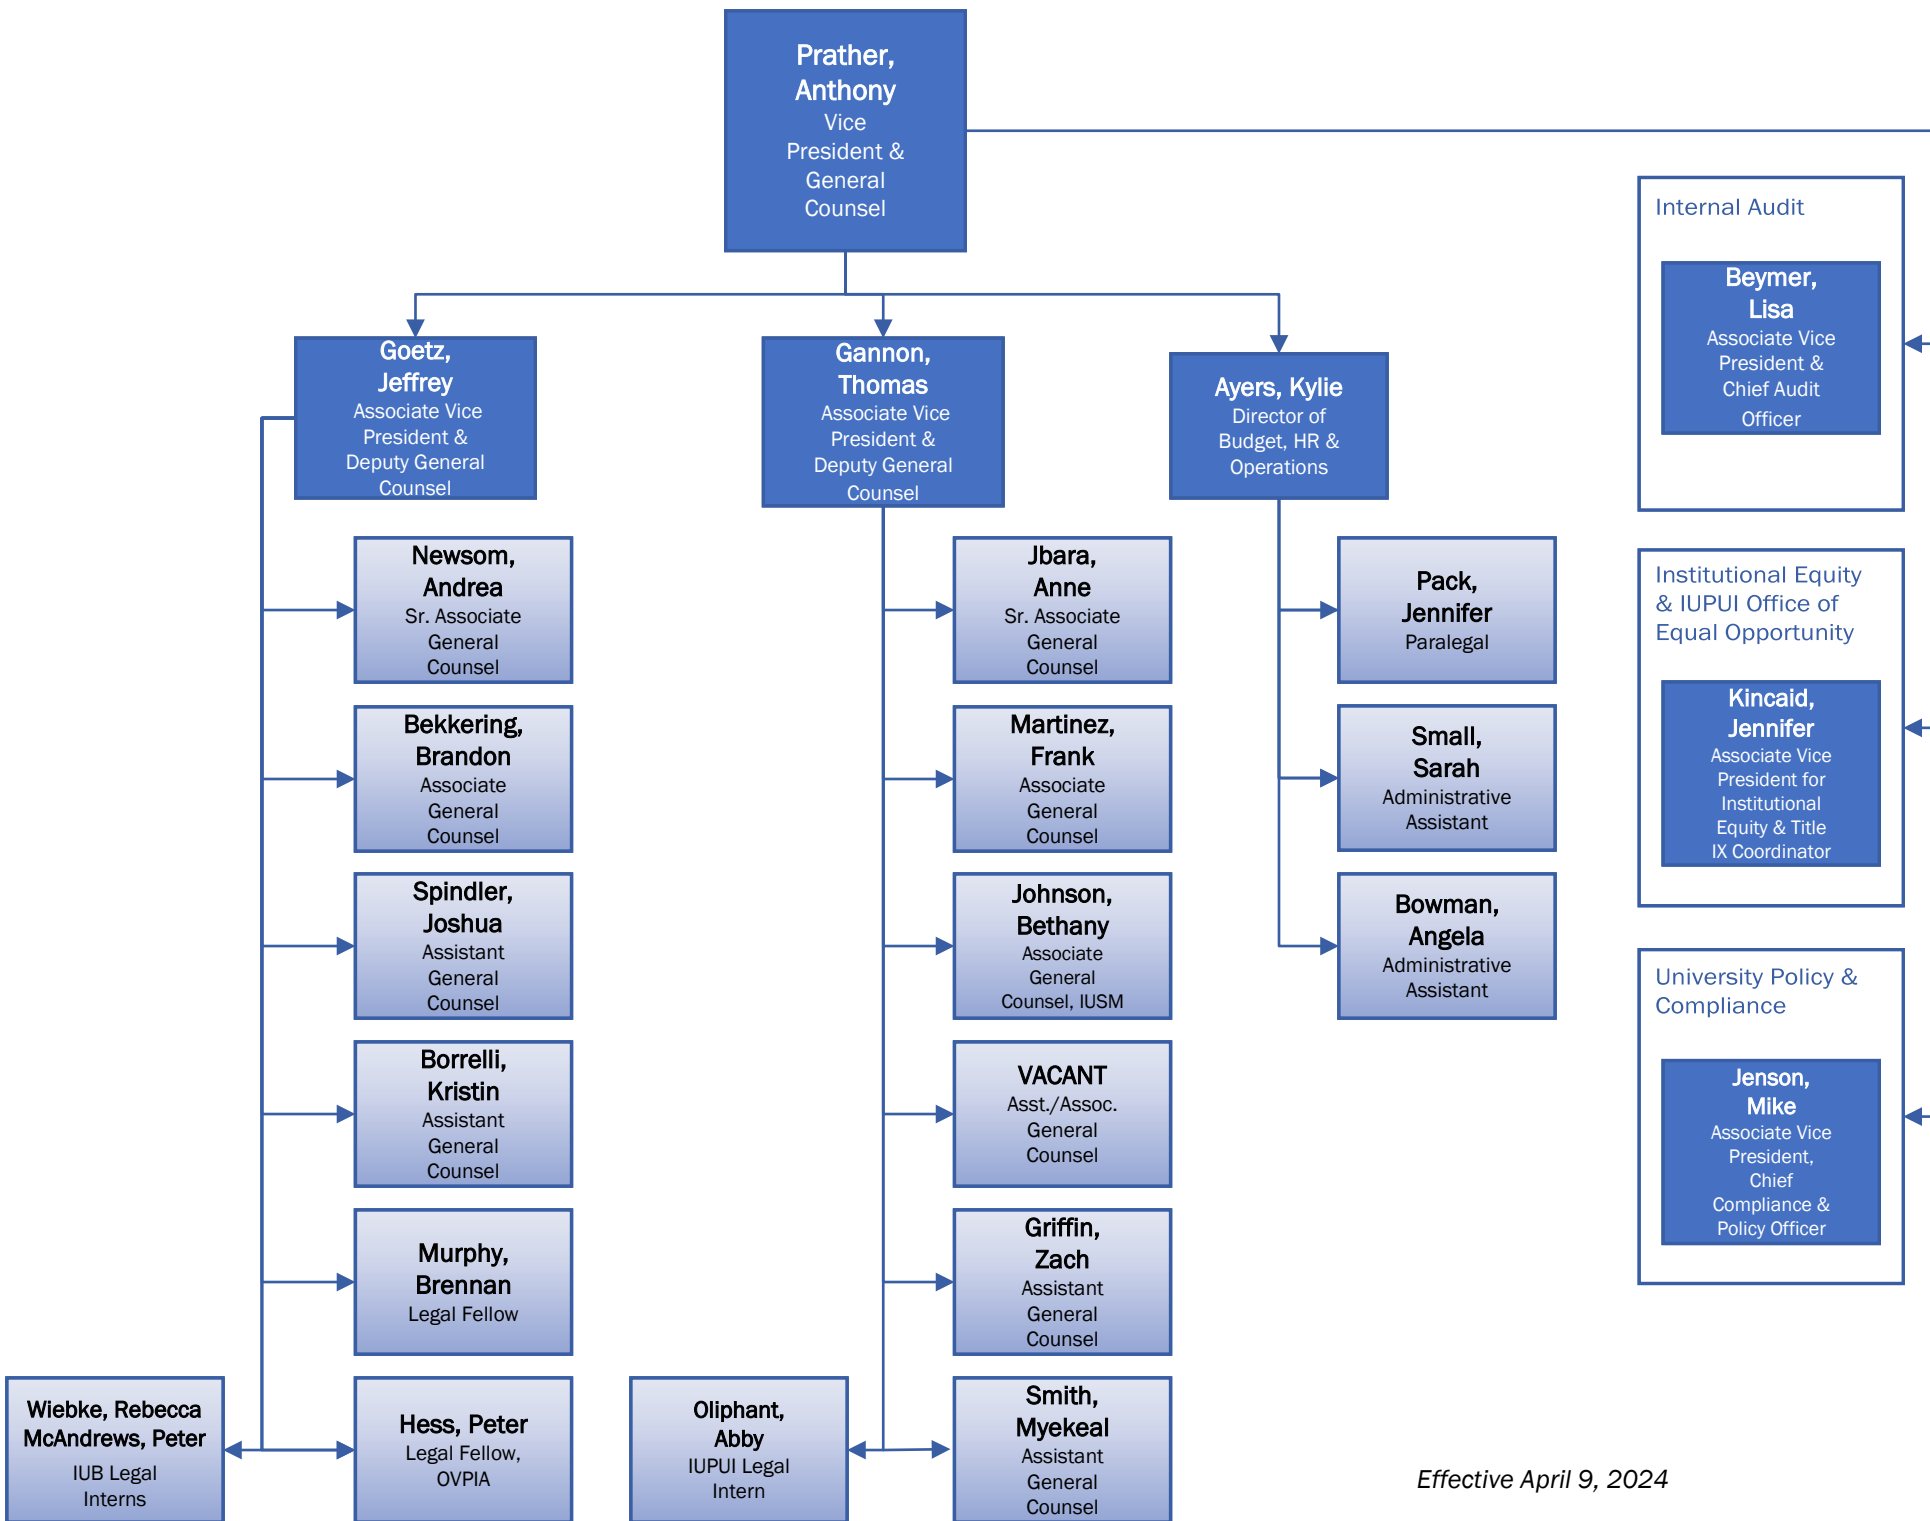 Prather,
Anthony
Vice
President &
General
Counsel
Internal Audit
Beymer,
Lisa
Associate Vice
President &
Chief Audit
Officer
Goetz,
Jeffrey
Associate Vice
President &
Deputy General
Counsel
Gannon,
Thomas
Associate Vice
President &
Deputy General
Counsel
Ayers, Kylie
Director of
Budget, HR &
Operations
Newsom,
Andrea
Sr. Associate
General
Counsel
Jbara,
Anne
Sr. Associate
General
Counsel
Pack,
Jennifer
Paralegal
Institutional Equity
& IUPUI Office of
Equal Opportunity
Kincaid,
Jennifer
Associate Vice
President for
Institutional
Equity & Title
IX Coordinator
Bekkering,
Brandon
Associate
General
Counsel
Martinez,
Frank
Associate
General
Counsel
Small,
Sarah
Administrative
Assistant
Spindler,
Joshua
Assistant
General
Counsel
Johnson,
Bethany
Associate
General
Counsel, IUSM
Bowman,
Angela
Administrative
Assistant
University Policy &
Compliance
Jenson,
Mike
Associate Vice
President,
Chief
Compliance &
Policy Officer
Borrelli,
Kristin
Assistant
General
Counsel
VACANT
Asst./Assoc.
General
Counsel
Murphy,
Brennan
Legal Fellow
Griffin,
Zach
Assistant
General
Counsel
Wiebke, Rebecca
McAndrews, Peter
IUB Legal
Interns
Hess, Peter
Legal Fellow,
OVPIA
Oliphant,
Abby
IUPUI Legal
Intern
Smith,
Myekeal
Assistant
General
Counsel
Effective April 9, 2024